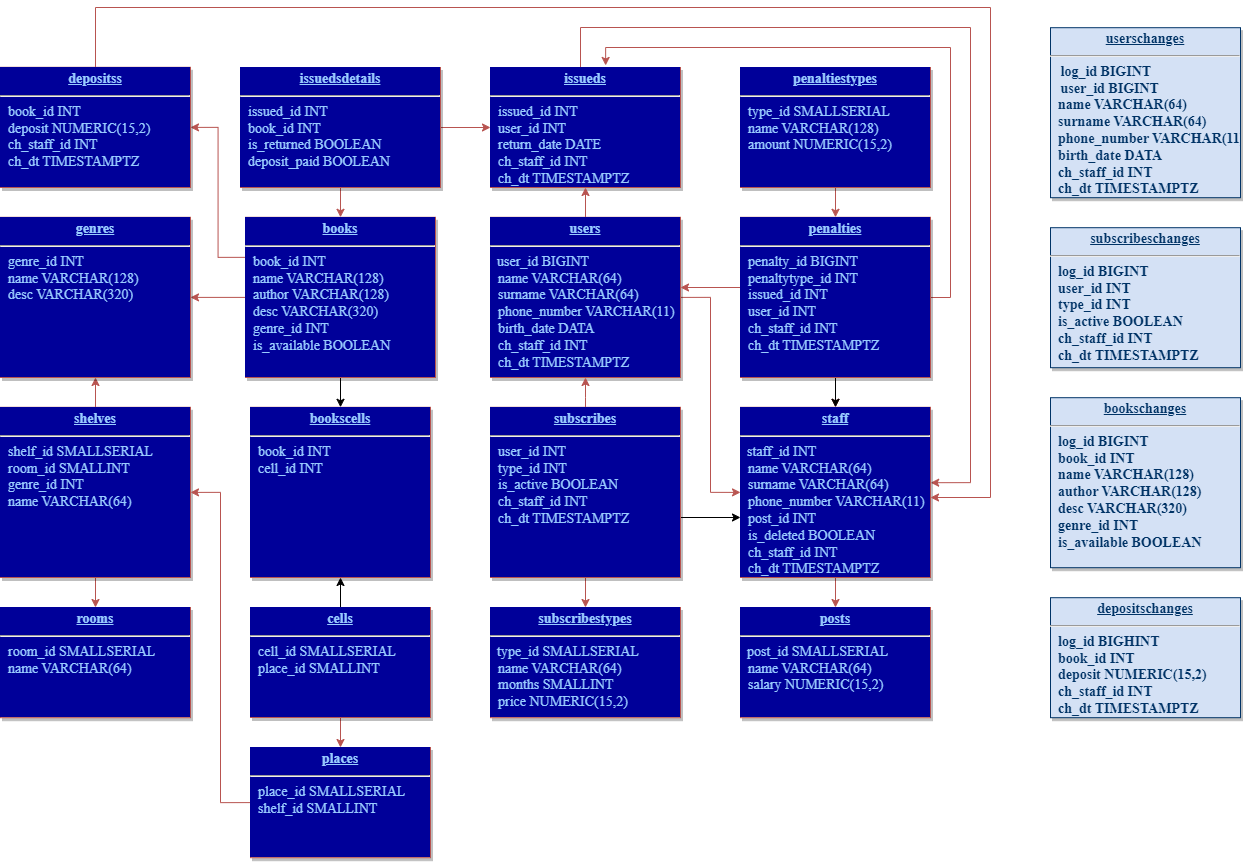 depositss
book_id INT
deposit NUMERIC(15,2)
ch_staff_id INT
ch_dt TIMESTAMPTZ
issuedsdetails
issued_id INT
book_id INT
is_returned BOOLEAN
deposit_paid BOOLEAN
issueds
issued_id INT
user_id INT
return_date DATE
ch_staff_id INT
ch_dt TIMESTAMPTZ
penaltiestypes
type_id SMALLSERIAL
name VARCHAR(128)
amount NUMERIC(15,2)
genres
genre_id INT
name VARCHAR(128)
desc VARCHAR(320)
books
book_id INT
name VARCHAR(128)
author VARCHAR(128)
desc VARCHAR(320)
genre_id INT
is_available BOOLEAN
users
user_id BIGINT
name VARCHAR(64)
surname VARCHAR(64)
phone_number VARCHAR(11)
birth_date DATA
ch_staff_id INT
ch_dt TIMESTAMPTZ
penalties
penalty_id BIGINT
penaltytype_id INT
issued_id INT
user_id INT
ch_staff_id INT
ch_dt TIMESTAMPTZ
shelves
shelf_id SMALLSERIAL
room_id SMALLINT
genre_id INT
name VARCHAR(64)
bookscells
book_id INT
cell_id INT
subscribes
user_id INT
type_id INT
is_active BOOLEAN
ch_staff_id INT
ch_dt TIMESTAMPTZ
staff
staff_id INT
name VARCHAR(64)
surname VARCHAR(64)
phone_number VARCHAR(11)
post_id INT
is_deleted BOOLEAN
ch_staff_id INT
ch_dt TIMESTAMPTZ
rooms
room_id SMALLSERIAL
name VARCHAR(64)
cells
cell_id SMALLSERIAL
place_id SMALLINT
subscribestypes
type_id SMALLSERIAL
name VARCHAR(64)
months SMALLINT
price NUMERIC(15,2)
posts
post_id SMALLSERIAL
name VARCHAR(64)
salary NUMERIC(15,2)
places
place_id SMALLSERIAL
shelf_id SMALLINT
userschanges
log_id BIGINT
user_id BIGINT
name VARCHAR(64)
surname VARCHAR(64)
phone_number VARCHAR(11
birth_date DATA
ch_staff_id INT
ch_dt TIMESTAMPTZ
subscribeschanges
log_id BIGINT
user_id INT
type_id INT
is_active BOOLEAN
ch_staff_id INT
ch_dt TIMESTAMPTZ
bookschanges
log_id BIGINT
book_id INT
name VARCHAR(128)
author VARCHAR(128)
desc VARCHAR(320)
genre_id INT
is_available BOOLEAN
depositschanges
log_id BIGHINT
book_id INT
deposit NUMERIC(15,2)
ch_staff_id INT
ch_dt TIMESTAMPTZ